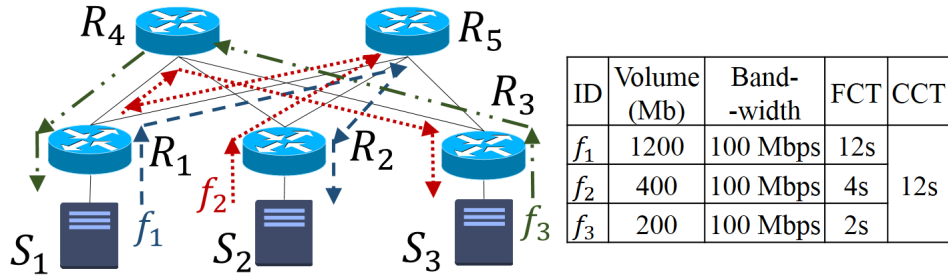 R4
R5
R3
R1
R2
f1
f2
f3
S1
S2
S3
ID Volume (Mb) Band- -width FCT CCT
f1 1200 100 Mbps 12s 12s
f2 400 100 Mbps 4s
f3 200 100 Mbps 2s